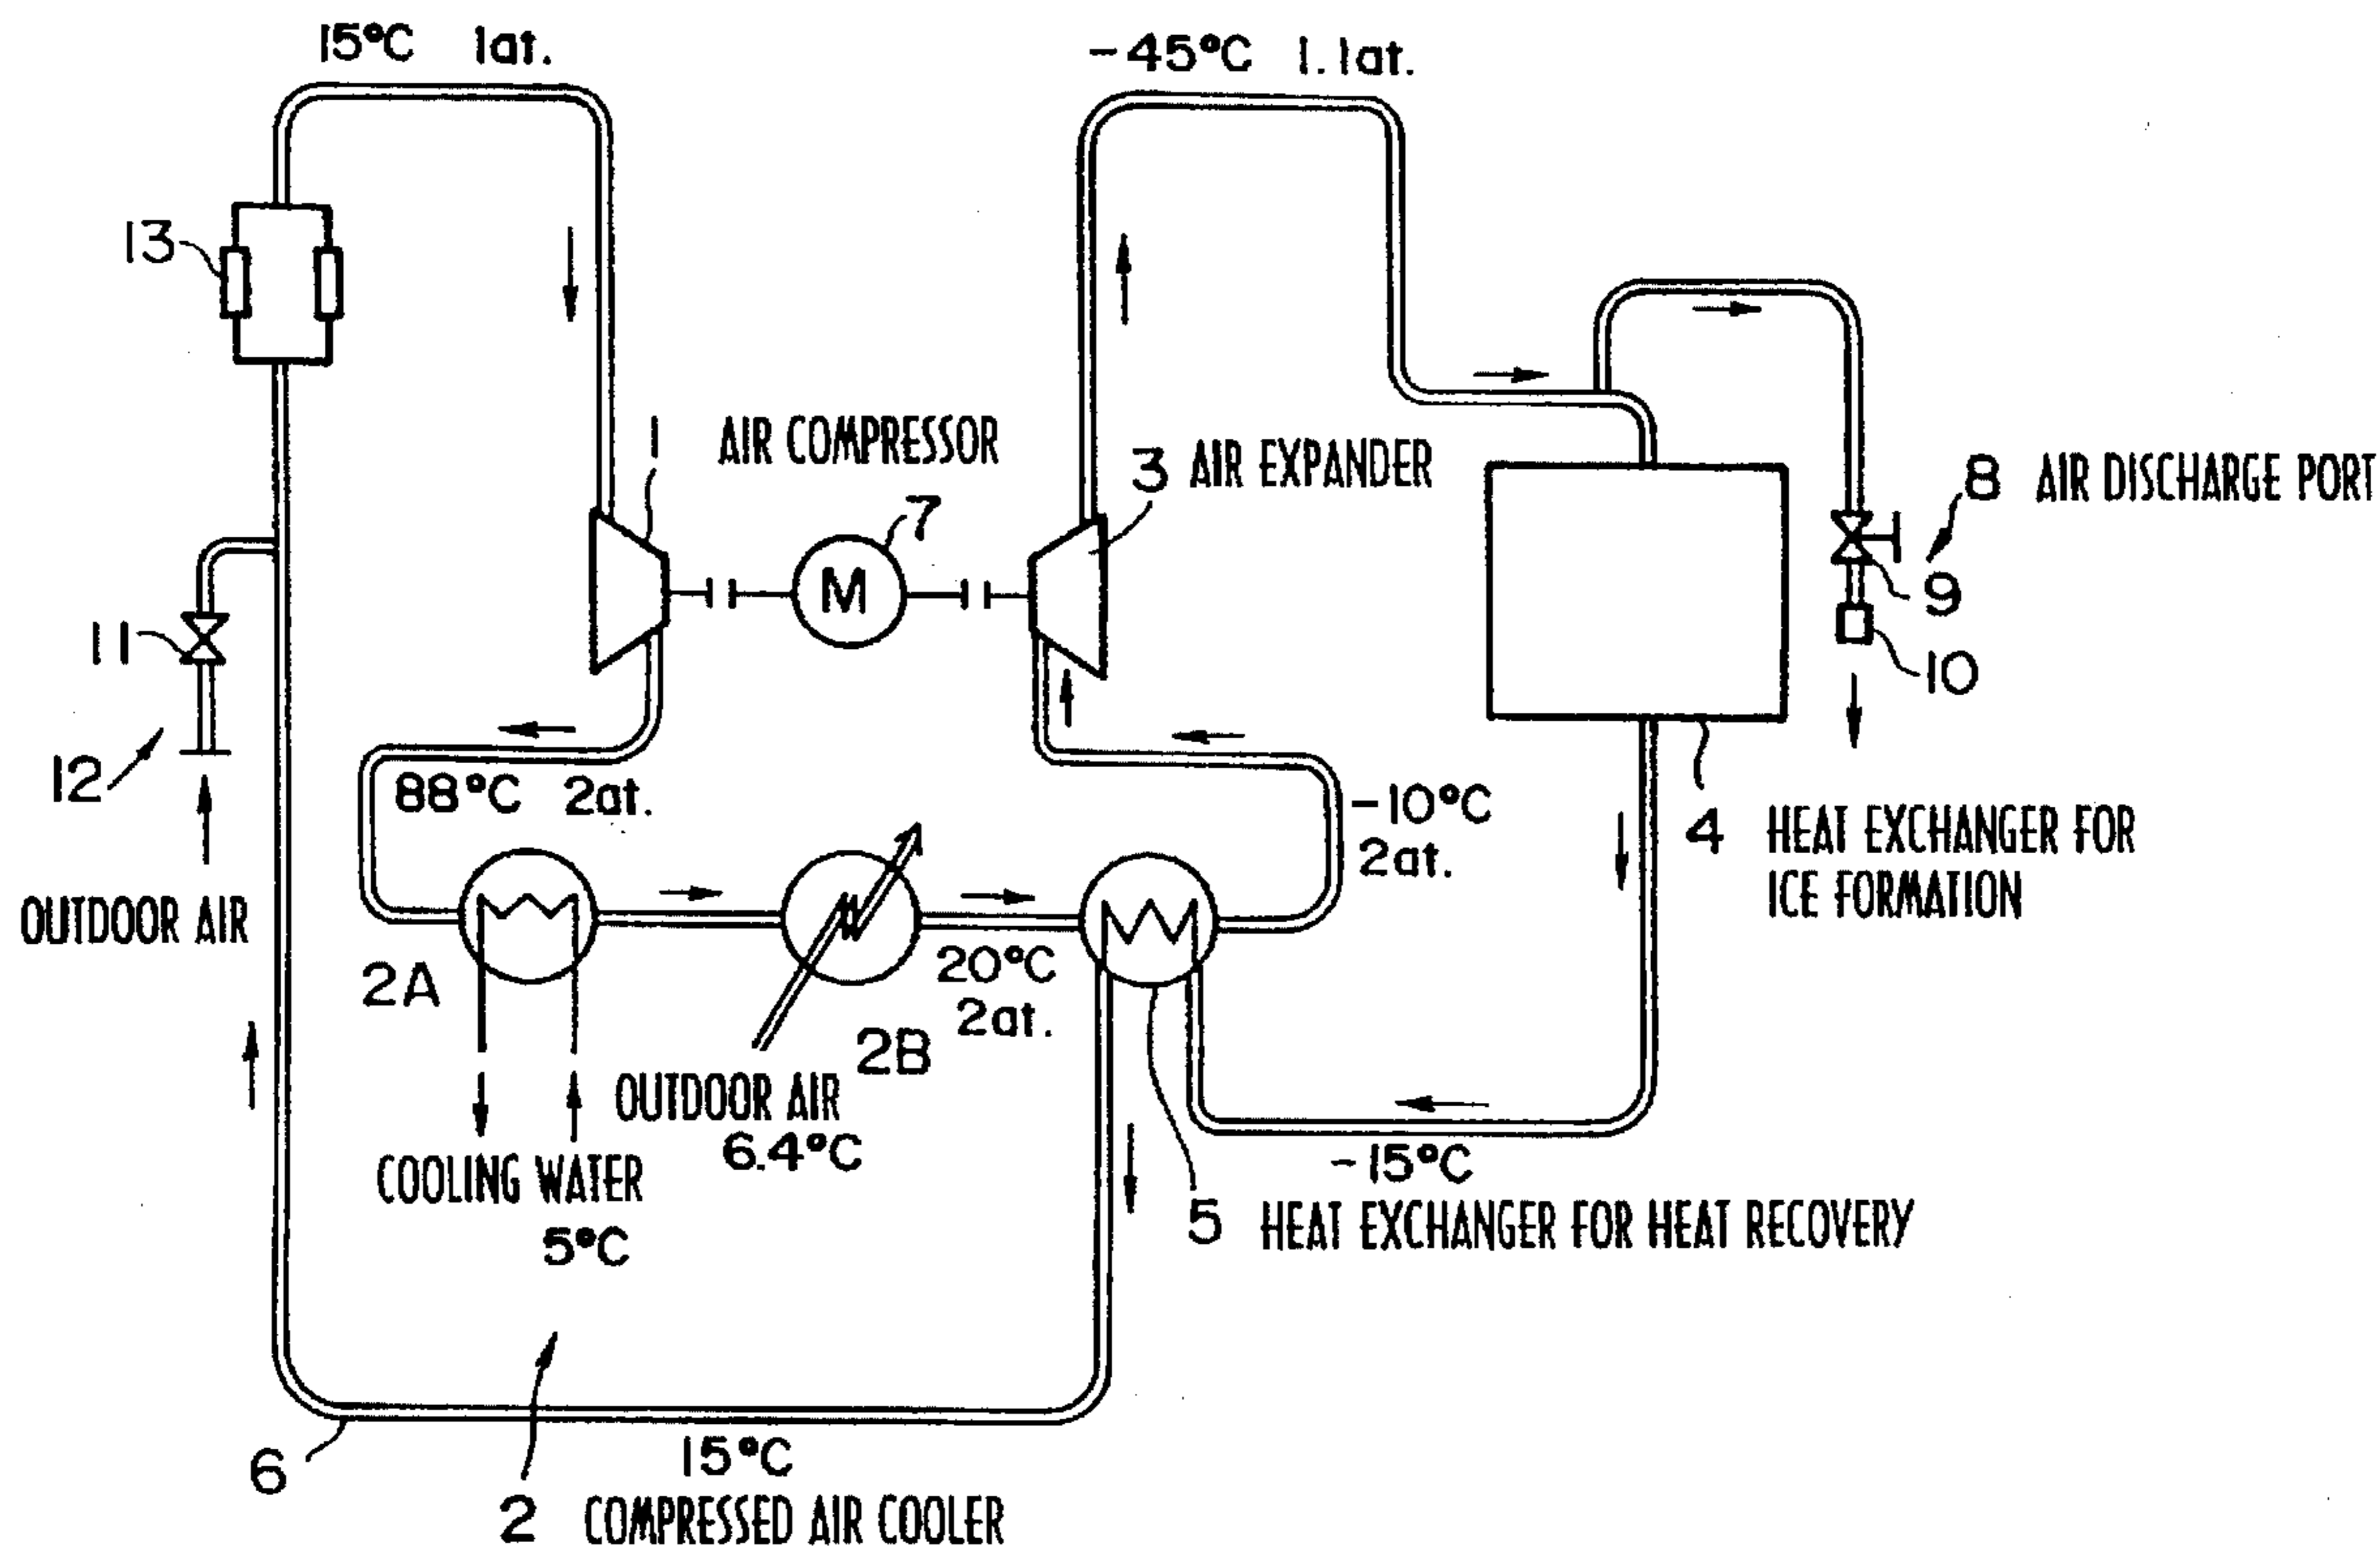 15°C 1at.
-45°C 1.1at.
13
1
AIR COMPRESSOR
7
3 AIR EXPANDER
8 AIR DISCHARGE PORT
M
9
11
10
12
88°C 2at.
-10°C
2at.
4 HEAT EXCHANGER FOR
ICE FORMATION
OUTDOOR AIR
2A
20°C
2at.
2B
OUTDOOR AIR
6.4°C
COOLING WATER
5°C
-15°C
5 HEAT EXCHANGER FOR HEAT RECOVERY
6
15°C
2 COMPRESSED AIR COOLER